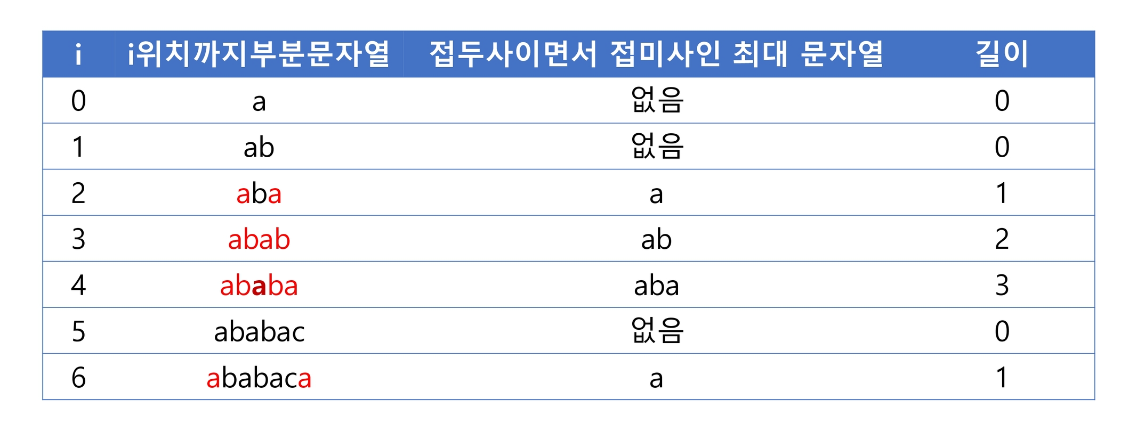 i i위치까지부분문자열 접두사이면서 접미사인 최대 문자열 길이
0 a 없음 0
1 ab 없음 0
2 aba a 1
3 abab ab 2
4 ababa aba 3
5 ababac 없음 0
6 ababaca a 1